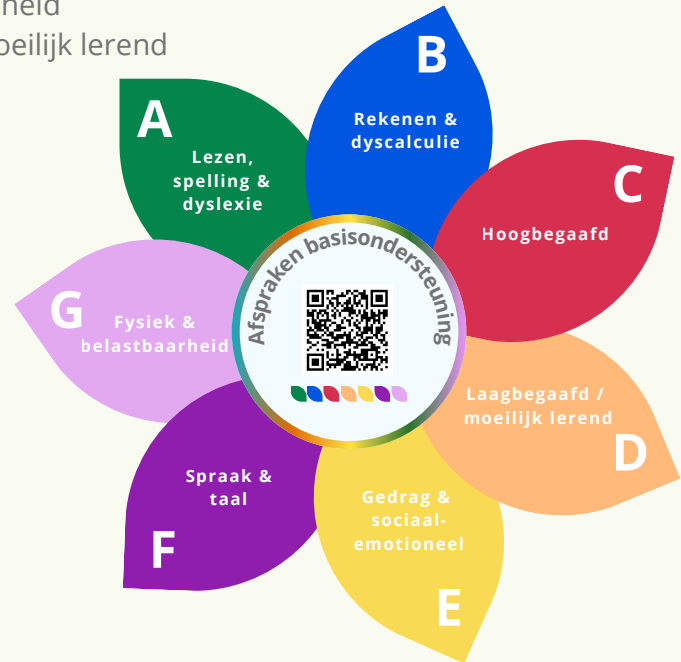 heid
oeilijk lerend
A
Lezen,
spelling &
dyslexie
B
Rekenen &
dyscalculie
C
Hoogbegaafd
Laagbegaafd /
moeilijk lerend
D
Gedrag &
sociaal-
emotioneel
E
Spraak &
taal
F
G
Fysiek &
belastbaarheid
Afspraken basisondersteuning